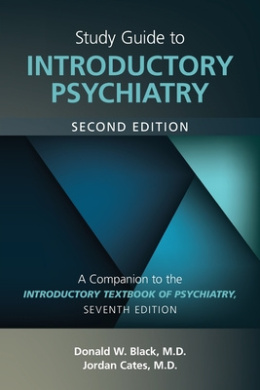 Study Guide to
INTRODUCTORY
PSYCHIATRY
SECOND EDITION
A Companion to the
INTRODUCTORY TEXTBOOK OF PSYCHIATRY,
SEVENTH EDITION
Donald W. Black, M.D.
Jordan Cates, M.D.